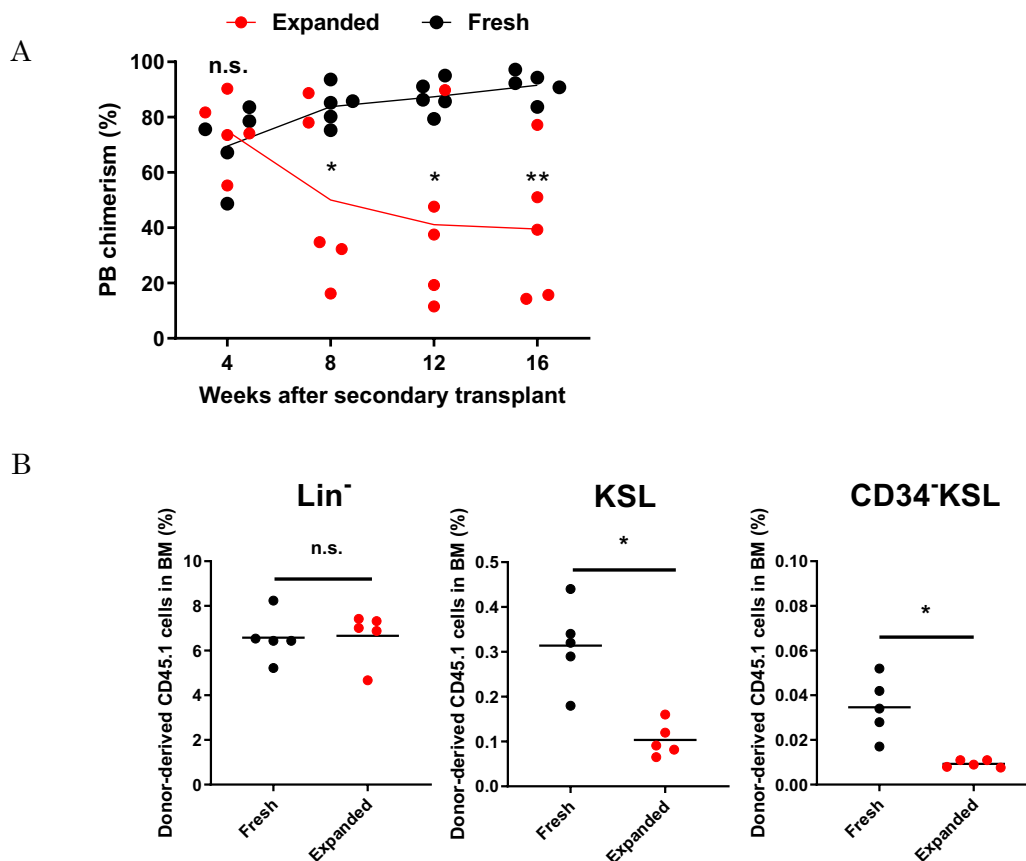 Expanded Fresh
A
n.s.
100
80
60
40
20
0
* * **
PB chimerism (%)
4 8 12 16
Weeks after secondary transplant
B
Lin⁻
n.s.
Donor-derived CD45.1 cells in BM (%)
10
8
6
4
2
0
Fresh
Expanded
KSL
*
Donor-derived CD45.1 cells in BM (%)
0.5
0.4
0.3
0.2
0.1
0.0
Fresh
Expanded
CD34⁻KSL
*
Donor-derived CD45.1 cells in BM (%)
0.10
0.08
0.06
0.04
0.02
0.00
Fresh
Expanded